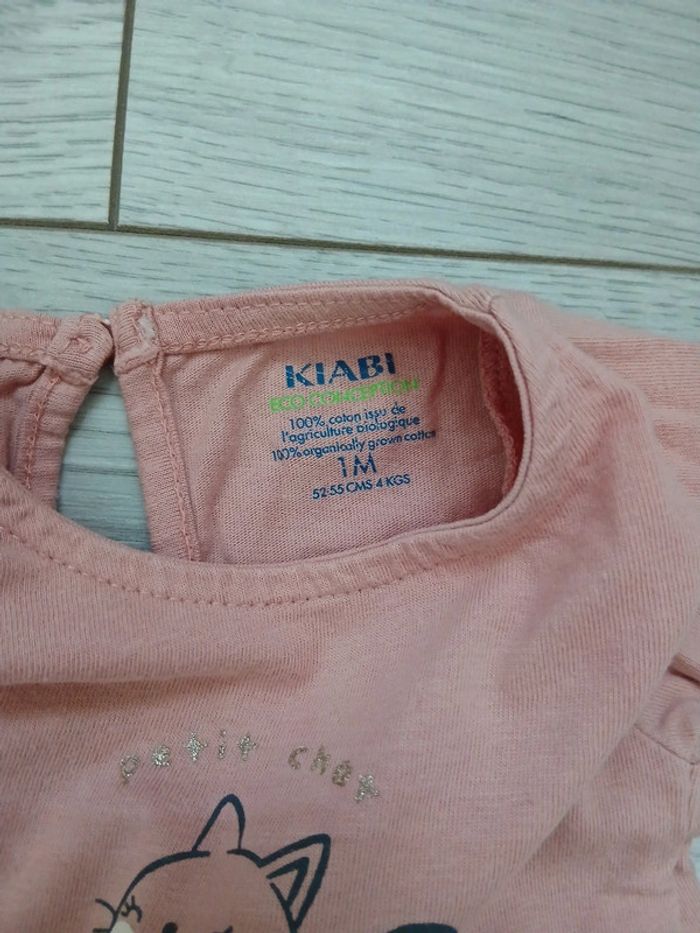 KIABI
ECO-CONCEPTION
100% coton issu de
l'agriculture biologique
100% organically grown cotton
1M
52-55 CMS 4 KGS
petit chef